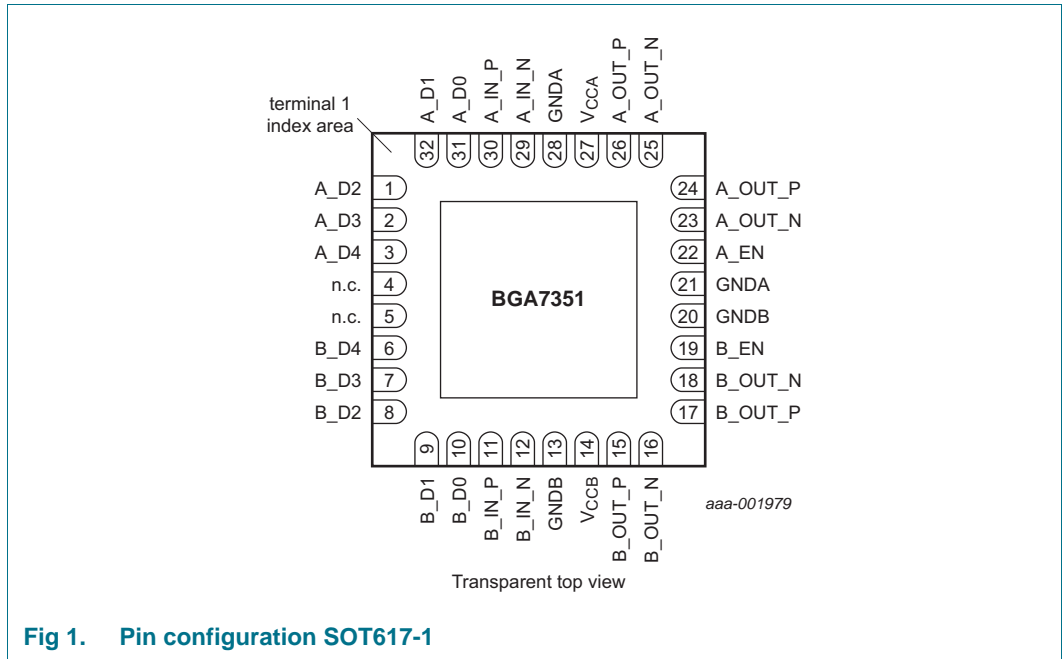 A_D1
A_D0
A_IN_P
A_IN_N
GNDA
VCCA
A_OUT_P
A_OUT_N
terminal 1
index area
32 31 30 29 28 27 26 25
A_D2 1 24 A_OUT_P
A_D3 2 23 A_OUT_N
A_D4 3 22 A_EN
n.c. 4 21 GNDA
BGA7351
n.c. 5 20 GNDB
B_D4 6 19 B_EN
B_D3 7 18 B_OUT_N
B_D2 8 17 B_OUT_P
9 10 11 12 13 14 15 16
B_D1
B_D0
B_IN_P
B_IN_N
GNDB
VCCB
B_OUT_P
B_OUT_N
aaa-001979
Transparent top view
Fig 1. Pin configuration SOT617-1